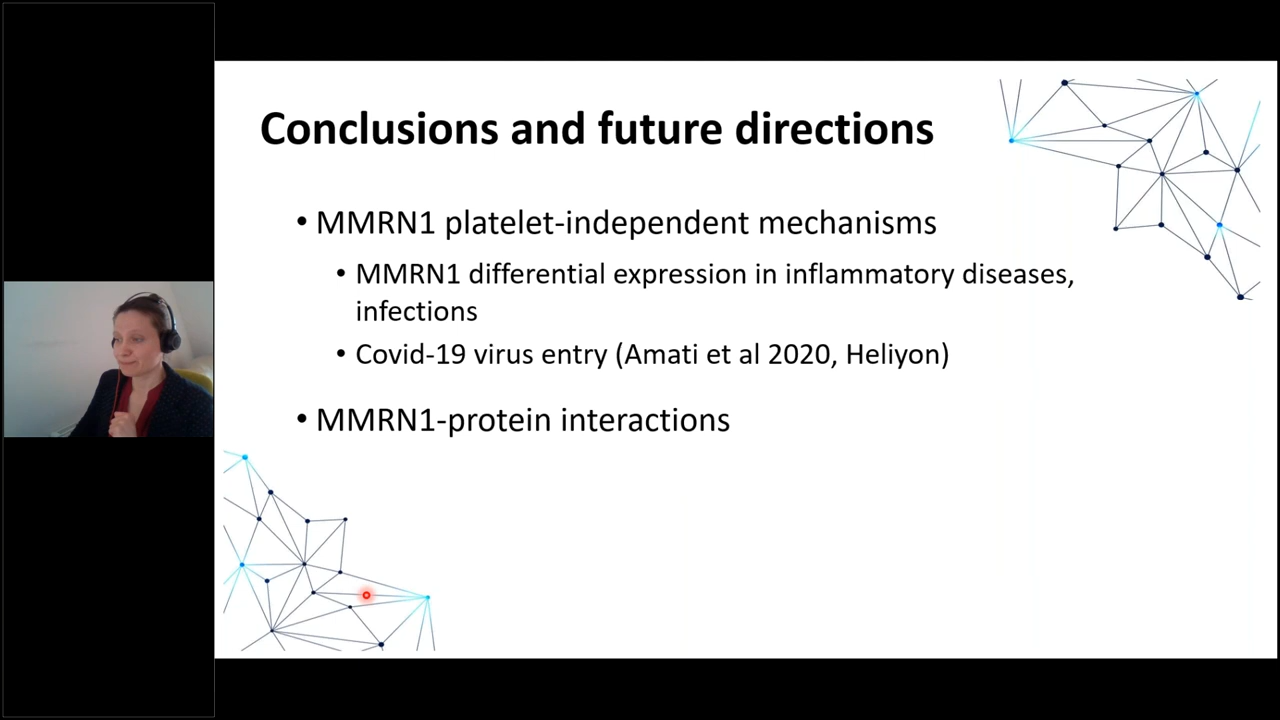 Conclusions and future directions
• MMRN1 platelet-independent mechanisms
• MMRN1 differential expression in inflammatory diseases,
infections
• Covid-19 virus entry (Amati et al 2020, Heliyon)
• MMRN1-protein interactions